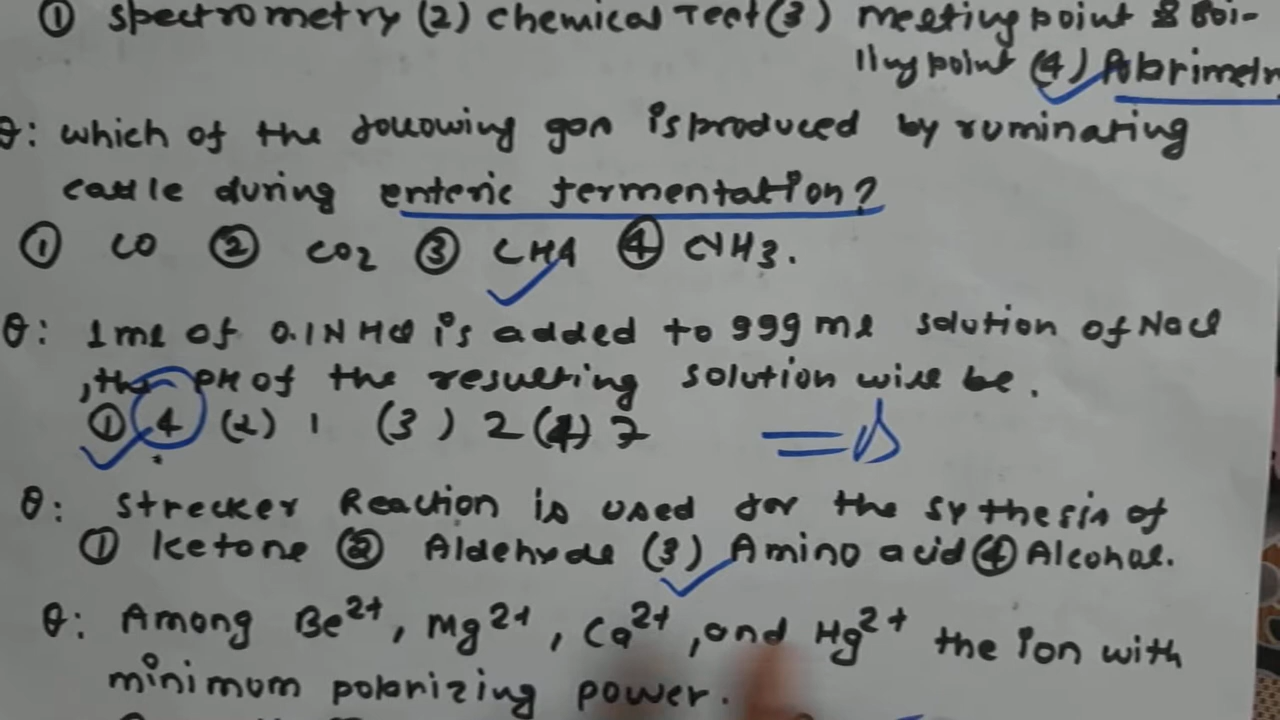 ① Spectrometry (2) Chemical Test (3) Meeting point & Boi-
lling point (4)
Q: which of the following gas is produced by ruminating
cattle during enteric fermentation?
① CO ② CO2 ③ CH4 ④ NH3.
Q: 1ml of 0.1N HCl is added to 999 ml solution of NaCl
, the PH of the resulting solution will be.
① 4 (2) 1 (3) 2 (4) 7
Q: Strecker Reaction is used for the sythesis of
① Ketone ② Aldehyde (3) Amino acid ④ Alcohal.
Q: Among Be2+, Mg2+, Ca2+, and Hg2+ the ion with
minimum polarizing power.